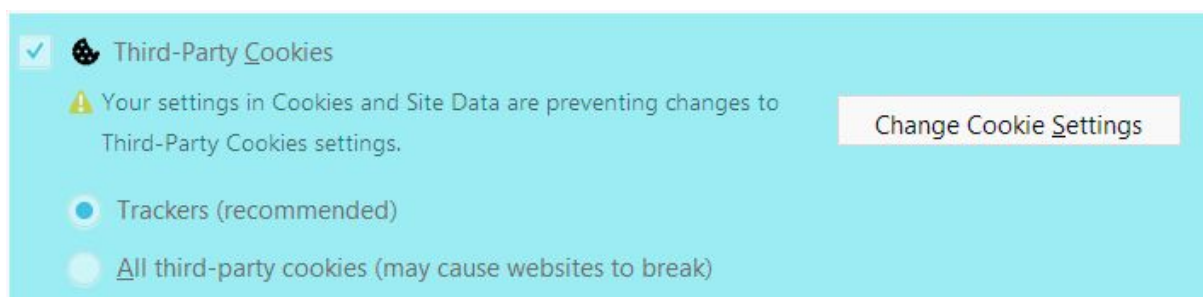 Third-Party Cookies
Your settings in Cookies and Site Data are preventing changes to
Third-Party Cookies settings.
Change Cookie Settings
Trackers (recommended)
All third-party cookies (may cause websites to break)